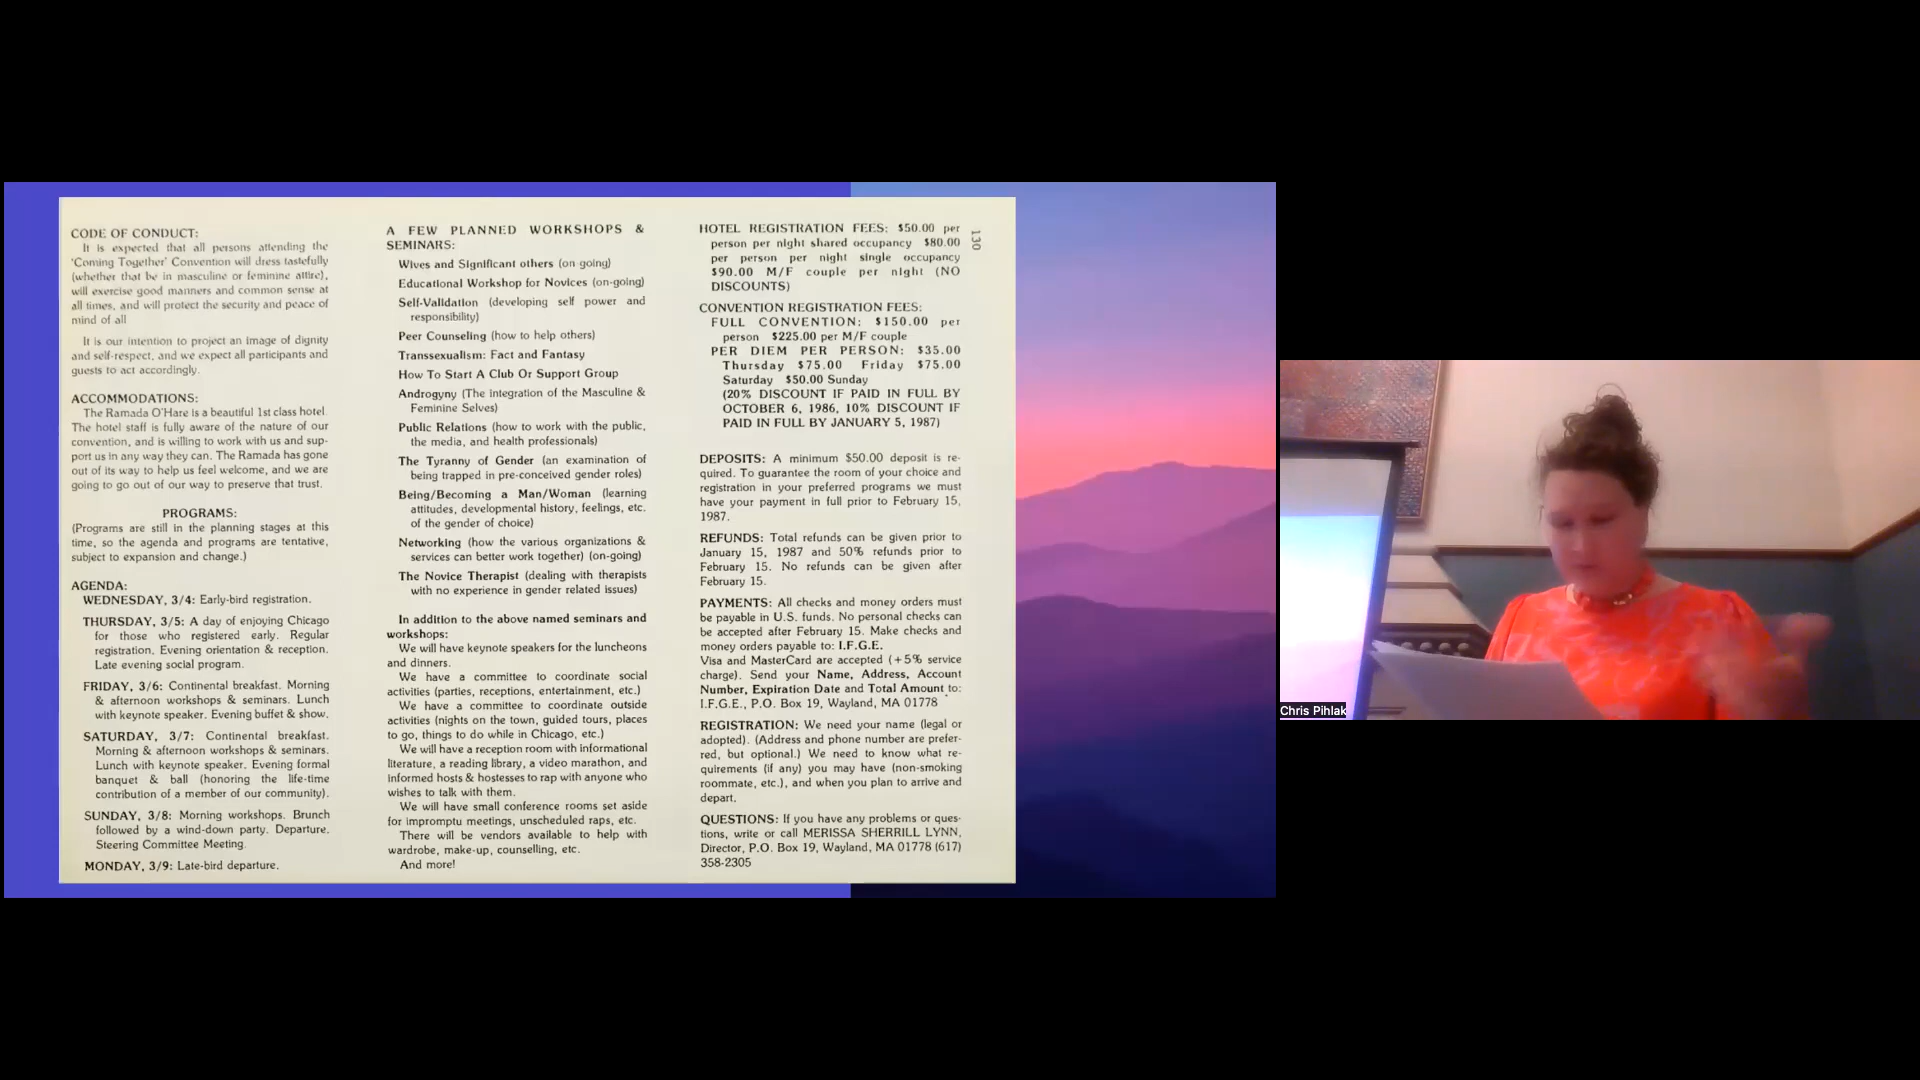 CODE OF CONDUCT:
It is expected that all persons attending the
'Coming Together' Convention will dress tastefully
(whether that be in masculine or feminine attire),
will exercise good manners and common sense at
all times, and will protect the security and peace of
mind of all
It is our intention to project an image of dignity
and self-respect, and we expect all participants and
guests to act accordingly.
ACCOMMODATIONS:
The Ramada O'Hare is a beautiful 1st class hotel
The hotel staff is fully aware of the nature of our
convention, and is willing to work with us and sup-
port us in any way they can. The Ramada has gone
out of its way to help us feel welcome, and we are
going to go out of our way to preserve that trust.
PROGRAMS:
(Programs are still in the planning stages at this
time, so the agenda and programs are tentative,
subject to expansion and change.)
AGENDA:
WEDNESDAY, 3/4: Early-bird registration.
THURSDAY, 3/5: A day of enjoying Chicago
for those who registered early. Regular
registration. Evening orientation & reception.
Late evening social program.
FRIDAY, 3/6: Continental breakfast. Morning
& afternoon workshops & seminars. Lunch
with keynote speaker. Evening buffet & show.
SATURDAY, 3/7: Continental breakfast.
Morning & afternoon workshops & seminars.
Lunch with keynote speaker. Evening formal
banquet & ball (honoring the life-time
contribution of a member of our community).
SUNDAY, 3/8: Morning workshops. Brunch
followed by a wind-down party. Departure.
Steering Committee Meeting.
MONDAY, 3/9: Late-bird departure.
A FEW PLANNED WORKSHOPS &
SEMINARS:
Wives and Significant others (on going)
Educational Workshop for Novices (on-going)
Self-Validation (developing self power and
responsibility)
Peer Counseling (how to help others)
Transsexualism: Fact and Fantasy
How To Start A Club Or Support Group
Androgyny (The integration of the Masculine &
Feminine Selves)
Public Relations (how to work with the public,
the media, and health professionals)
The Tyranny of Gender (an examination of
being trapped in pre-conceived gender roles)
Being/Becoming a Man/Woman (learning
attitudes, developmental history, feelings, etc.
of the gender of choice)
Networking (how the various organizations &
services can better work together) (on-going)
The Novice Therapist (dealing with therapists
with no experience in gender related issues)
In addition to the above named seminars and
workshops:
We will have keynote speakers for the luncheons
and dinners.
We have a committee to coordinate social
activities (parties, receptions, entertainment, etc.)
We have a committee to coordinate outside
activities (nights on the town, guided tours, places
to go, things to do while in Chicago, etc.)
We will have a reception room with informational
literature, a reading library, a video marathon, and
informed hosts & hostesses to rap with anyone who
wishes to talk with them.
We will have small conference rooms set aside
for impromptu meetings, unscheduled raps, etc.
There will be vendors available to help with
wardrobe, make-up, counselling, etc.
And more!
HOTEL REGISTRATION FEES: $50.00 per
person per night shared occupancy $80.00
per person per night single occupancy
$90.00 M/F couple per night (NO
DISCOUNTS)
CONVENTION REGISTRATION FEES:
FULL CONVENTION: $150.00 per
person $225.00 per M/F couple
PER DIEM PER PERSON: $35.00
Thursday $75.00 Friday $75.00
Saturday $50.00 Sunday
(20% DISCOUNT IF PAID IN FULL BY
OCTOBER 6, 1986, 10% DISCOUNT IF
PAID IN FULL BY JANUARY 5, 1987)
DEPOSITS: A minimum $50.00 deposit is re-
quired. To guarantee the room of your choice and
registration in your preferred programs we must
have your payment in full prior to February 15,
1987.
REFUNDS: Total refunds can be given prior to
January 15, 1987 and 50% refunds prior to
February 15. No refunds can be given after
February 15.
PAYMENTS: All checks and money orders must
be payable in U.S. funds. No personal checks can
be accepted after February 15. Make checks and
money orders payable to: I.F.G.E.
Visa and MasterCard are accepted (+5% service
charge). Send your Name, Address, Account
Number, Expiration Date and Total Amount to:
I.F.G.E., P.O. Box 19, Wayland, MA 01778
REGISTRATION: We need your name (legal or
adopted). (Address and phone number are prefer-
red, but optional.) We need to know what re-
quirements (if any) you may have (non-smoking
roommate, etc.), and when you plan to arrive and
depart.
QUESTIONS: If you have any problems or ques-
tions, write or call MERISSA SHERRILL LYNN,
Director, P.O. Box 19, Wayland, MA 01778 (617)
358-2305
130
Chris Pihlak